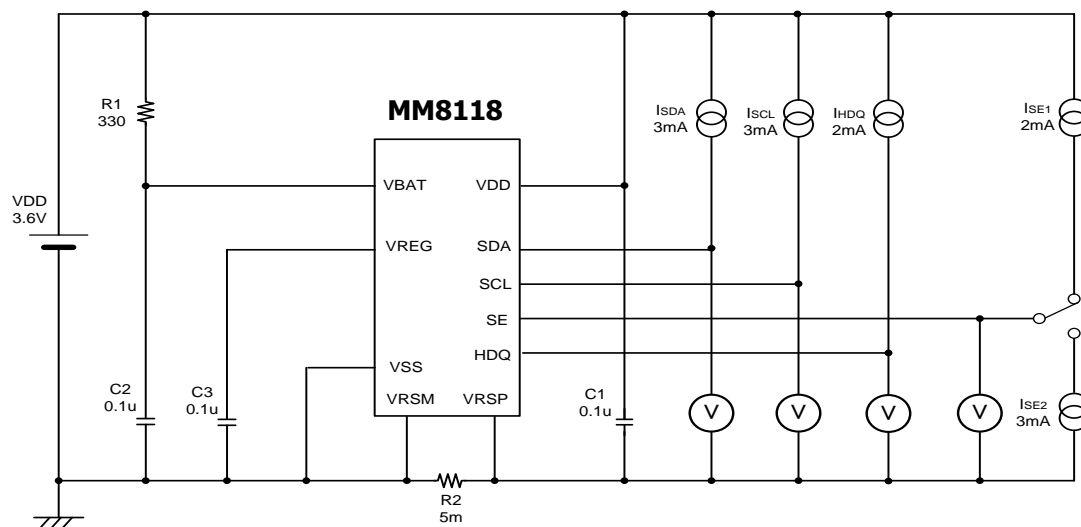 R1
330
MM8118
ISDA
3mA
ISCL
3mA
IHDQ
2mA
ISE1
2mA
VBAT
VDD
VDD
3.6V
VREG
SDA
SCL
SE
HDQ
VSS
C2
0.1u
C3
0.1u
VRSM
VRSP
C1
0.1u
V
V
V
V
ISE2
3mA
R2
5m